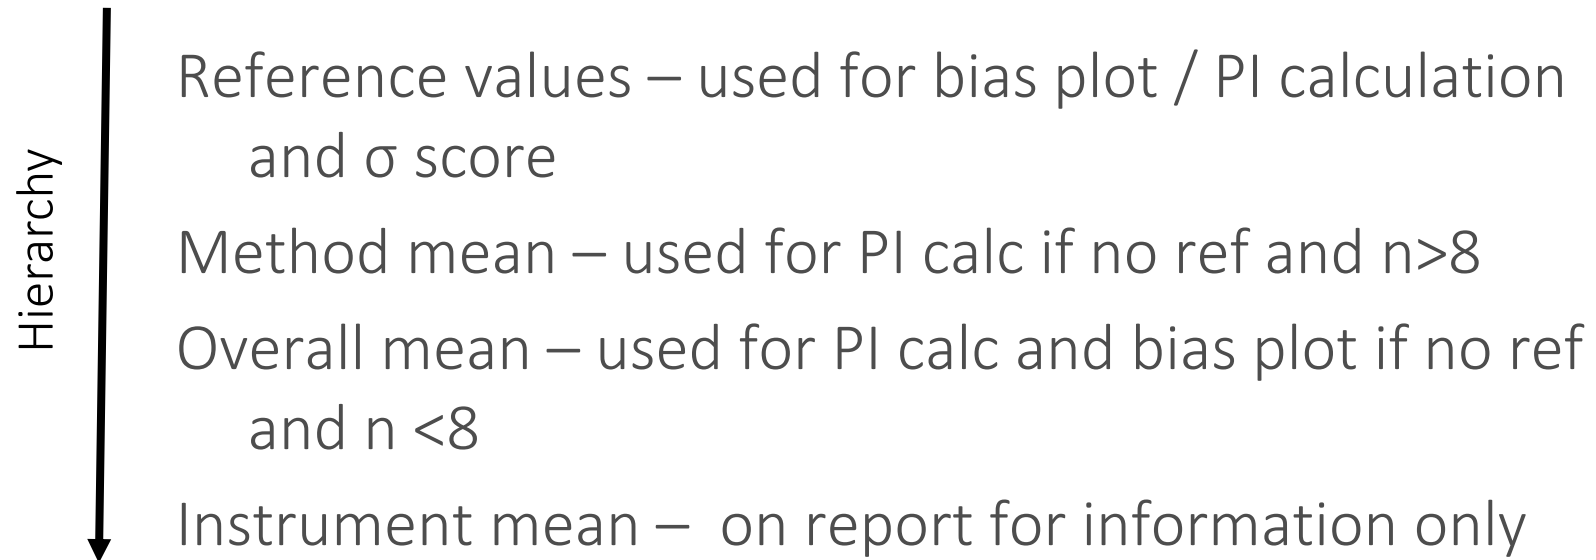 Hierarchy
Reference values – used for bias plot / PI calculation
and σ score
Method mean – used for PI calc if no ref and n>8
Overall mean – used for PI calc and bias plot if no ref
and n <8
Instrument mean – on report for information only